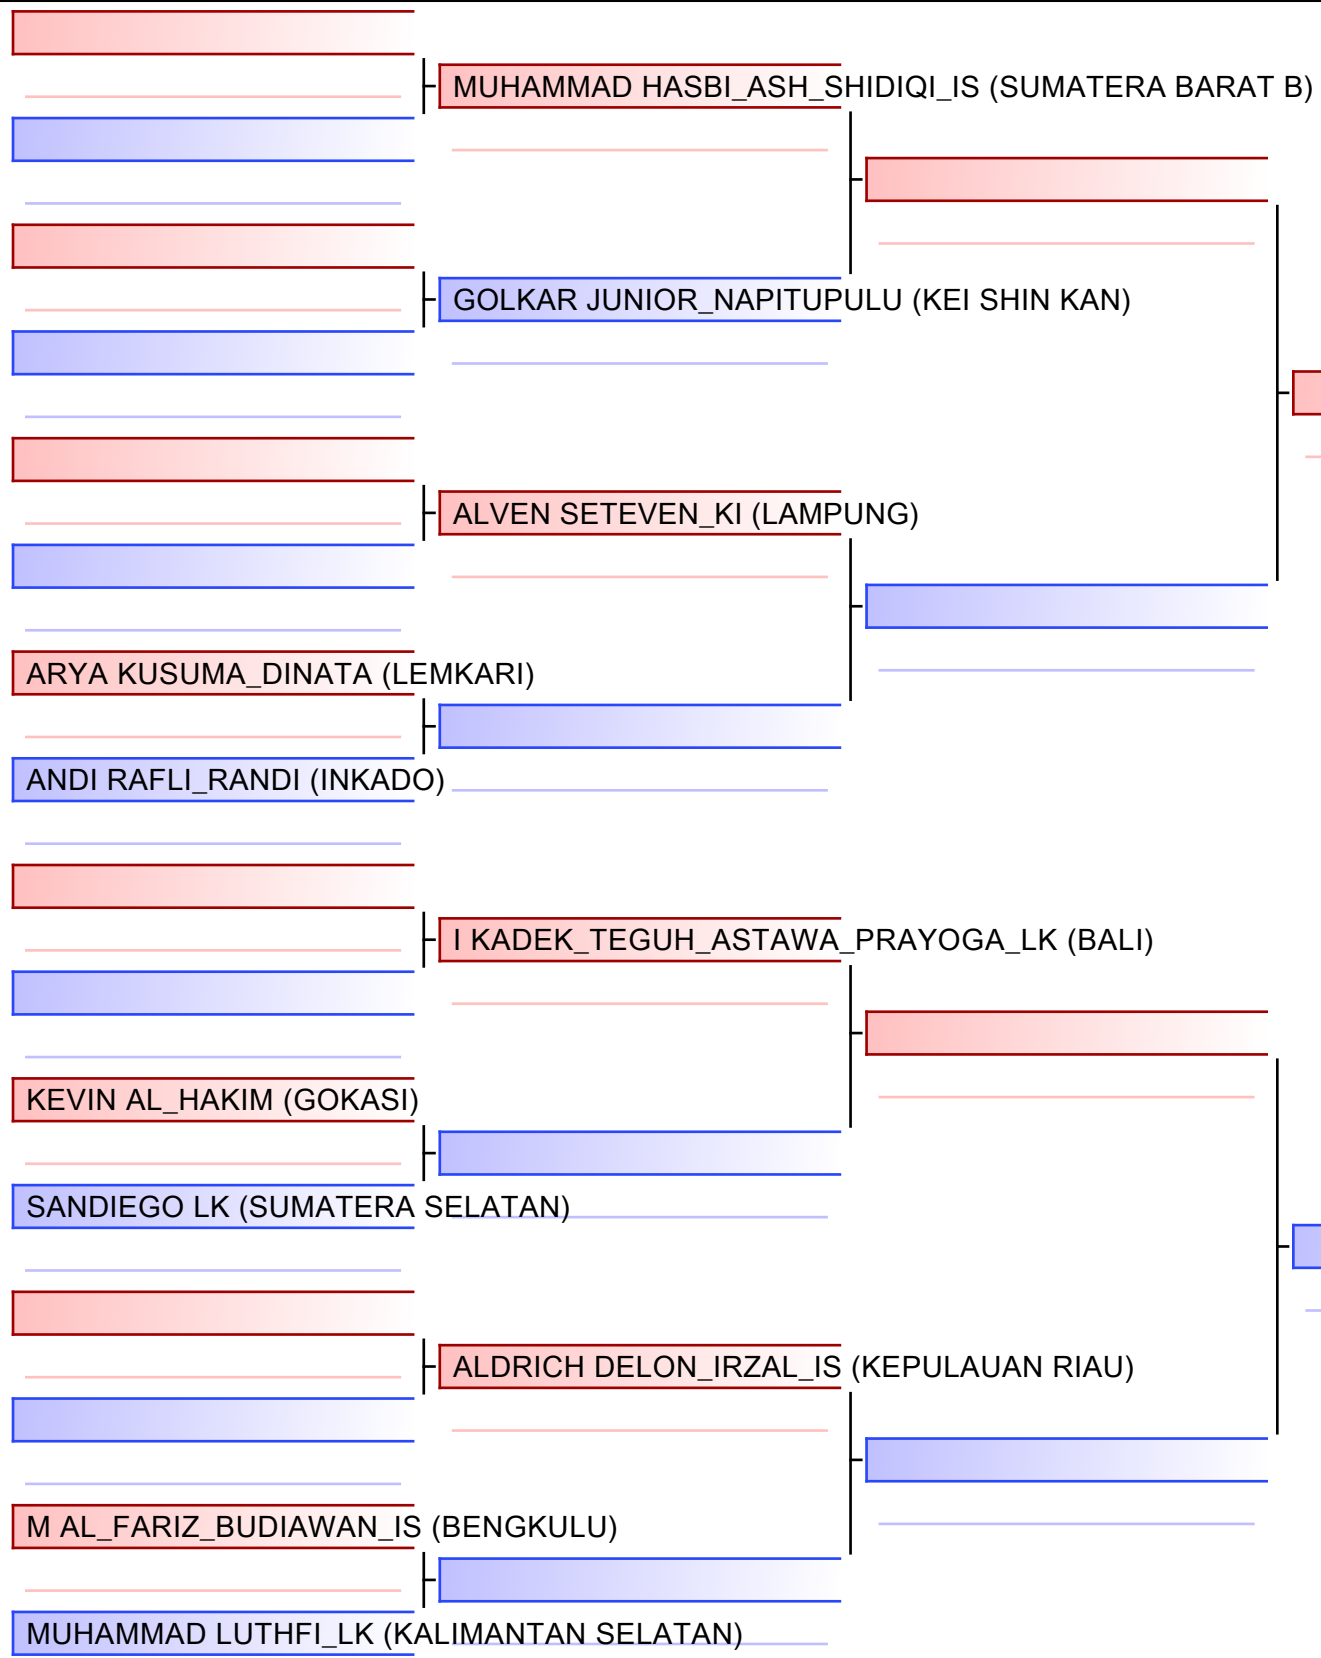 MUHAMMAD HASBI_ASH_SHIDIQI_IS (SUMATERA BARAT B)
GOLKAR JUNIOR_NAPITUPULU (KEI SHIN KAN)
ALVEN SETEVEN_KI (LAMPUNG)
ARYA KUSUMA_DINATA (LEMKARI)
ANDI RAFLI_RANDI (INKADO)
I KADEK_TEGUH_ASTAWA_PRAYOGA_LK (BALI)
KEVIN AL_HAKIM (GOKASI)
SANDIEGO LK (SUMATERA SELATAN)
ALDRICH DELON_IRZAL_IS (KEPULAUAN RIAU)
M AL_FARIZ_BUDIAWAN_IS (BENGKULU)
MUHAMMAD LUTHFI_LK (KALIMANTAN SELATAN)